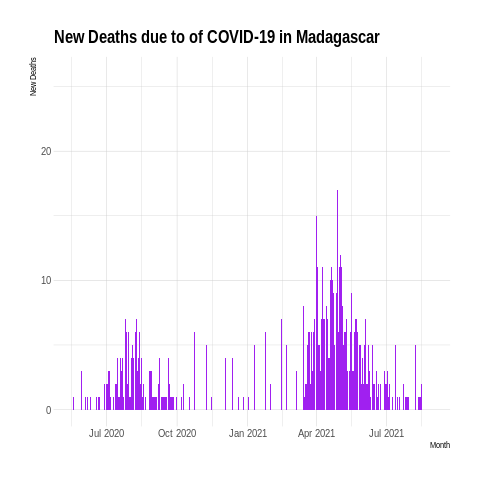 New Deaths due to of COVID-19 in Madagascar
New Deaths
20
10
0
Jul 2020 Oct 2020 Jan 2021 Apr 2021 Jul 2021
Month